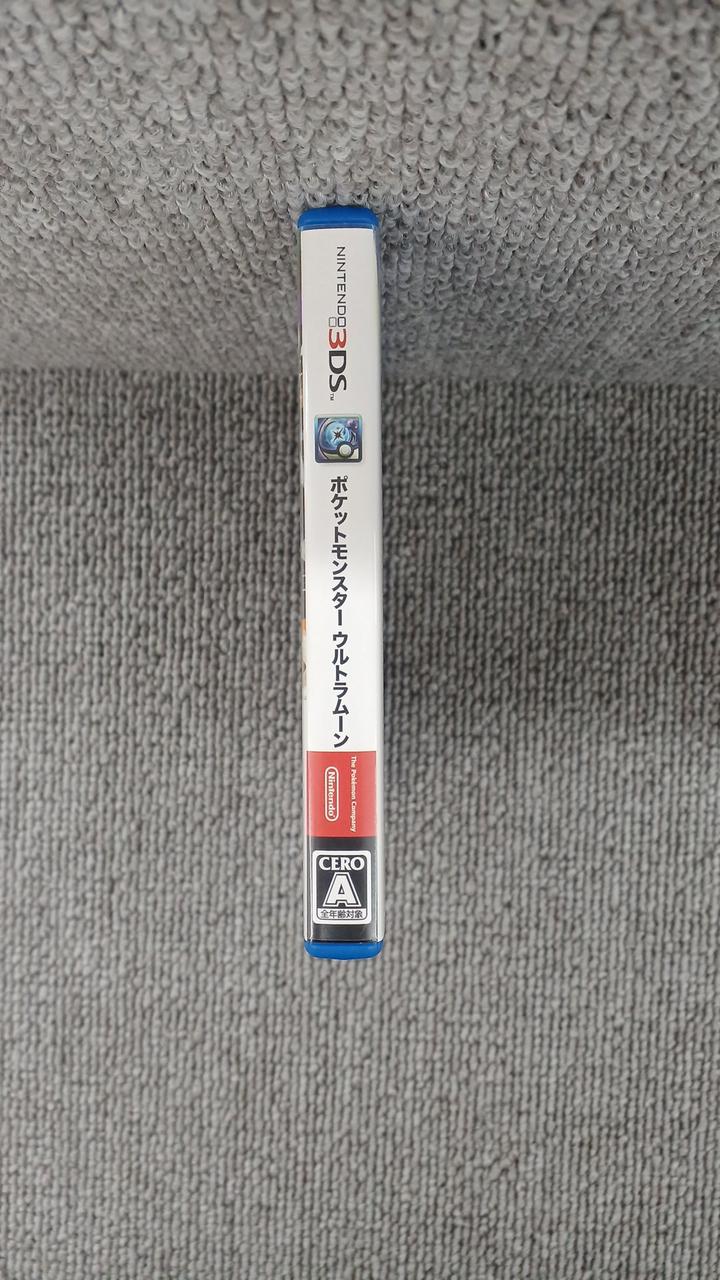 NINTENDO 3DS™
ポケットモンスター ウルトラムーン
The Pokémon Company
Nintendo
CERO
A
全年齢対象